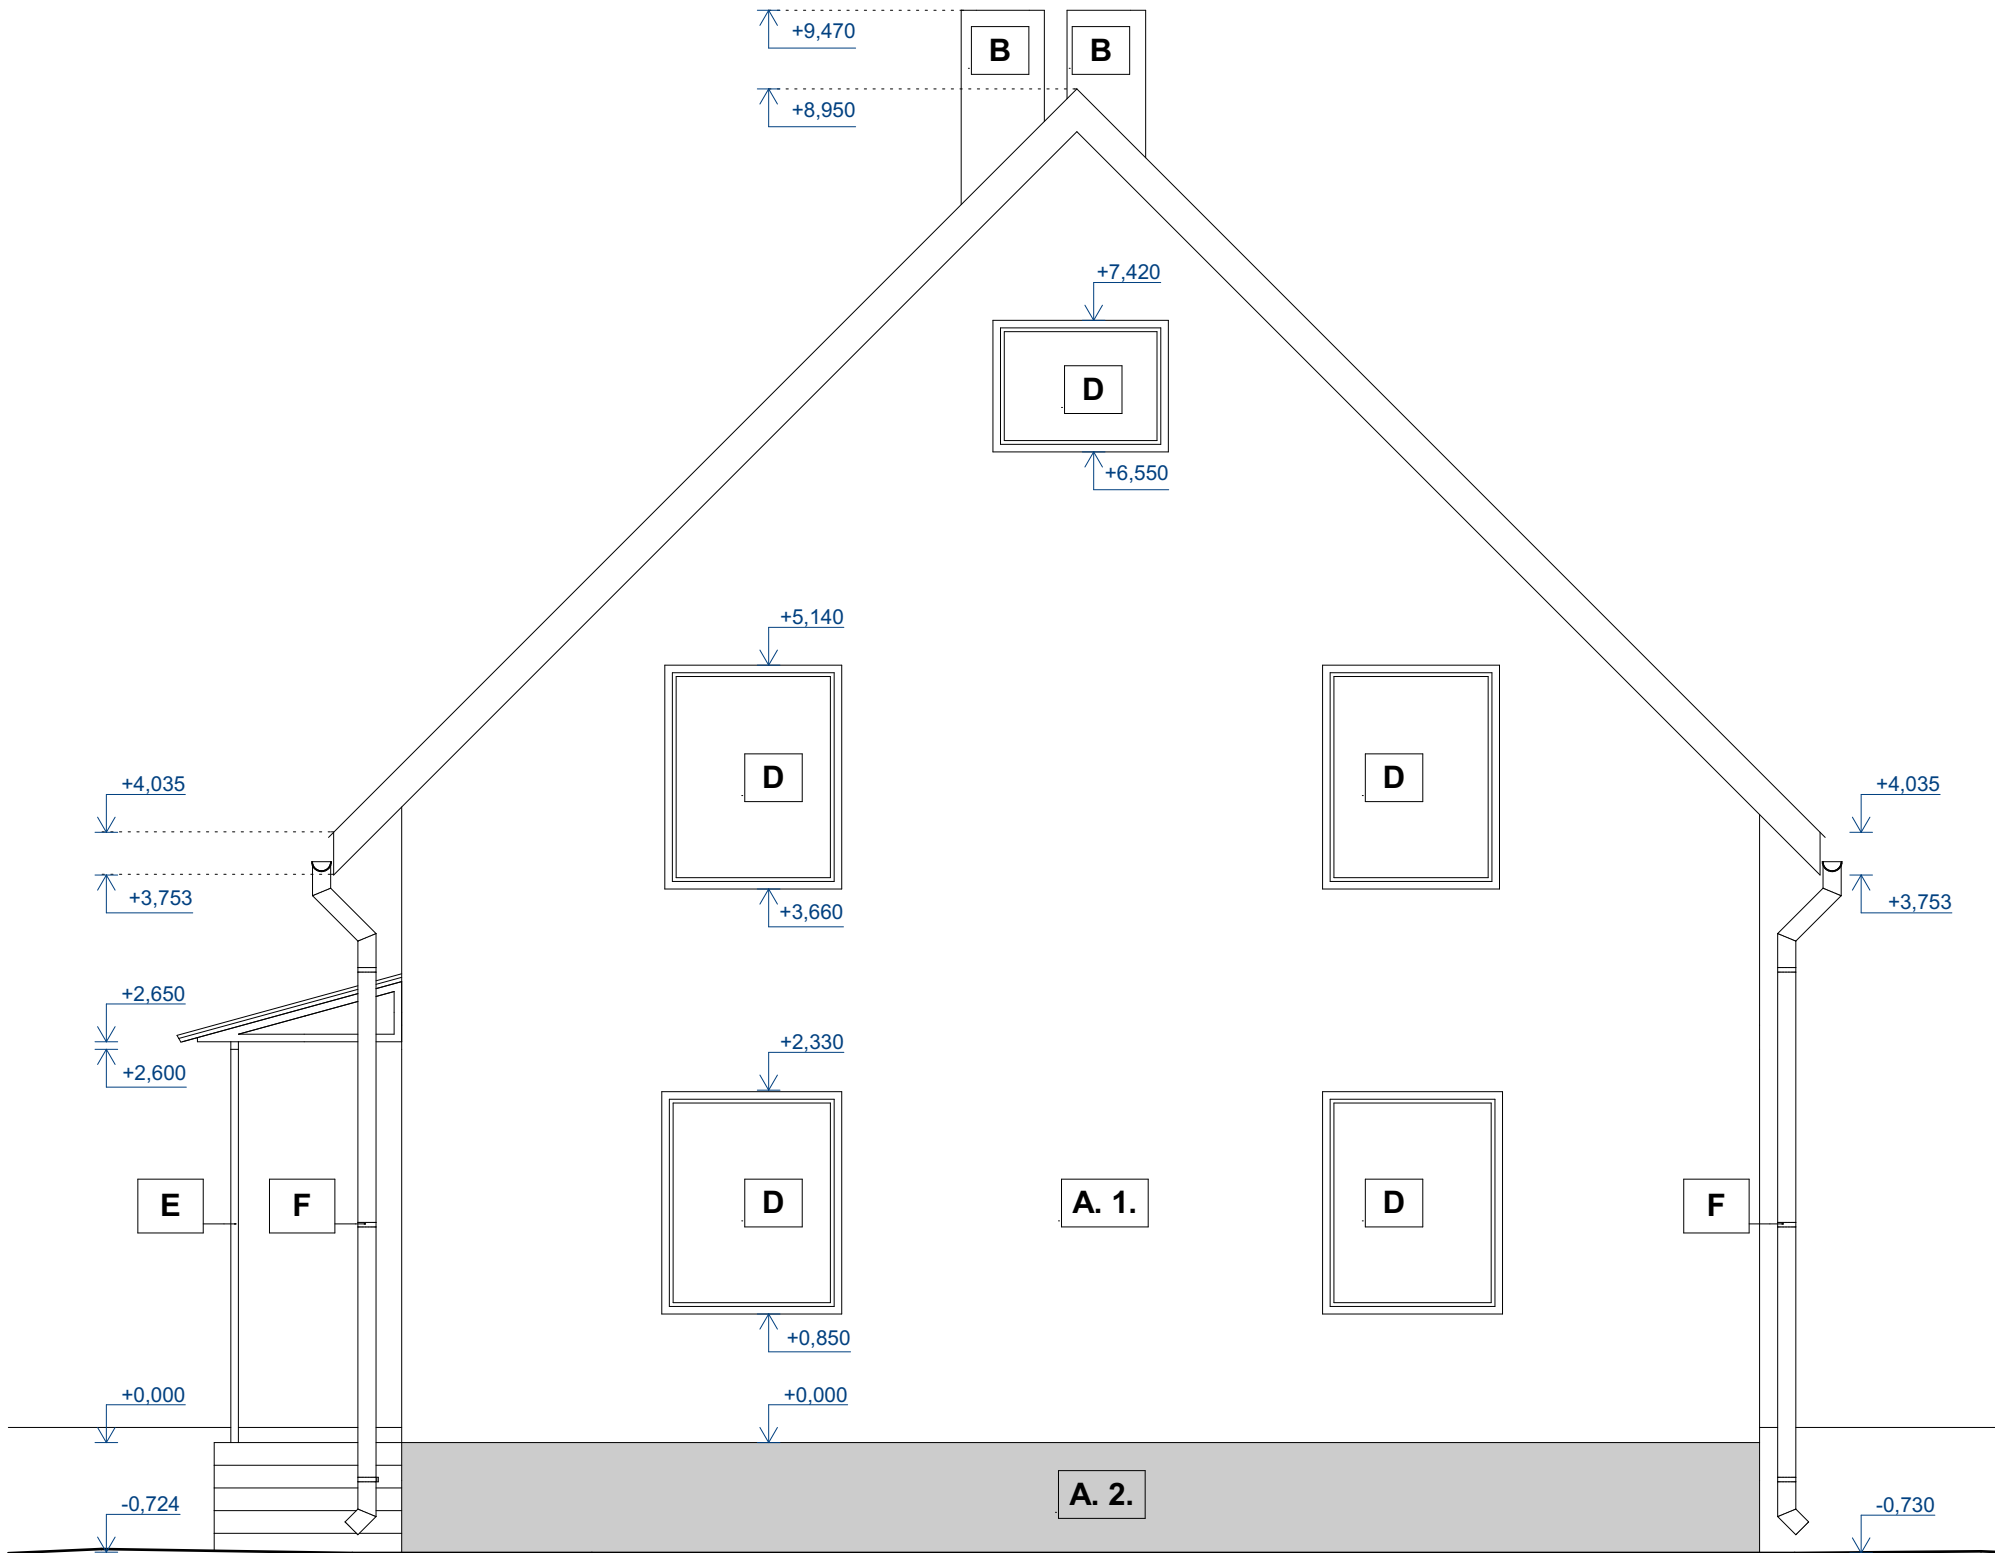 +9,470
B
B
+8,950
+7,420
D
+6,550
+5,140
D
D
+4,035
+4,035
+3,753
+3,660
+3,753
+2,650
+2,330
+2,600
E
F
D
A. 1.
D
F
+0,850
+0,000
+0,000
A. 2.
-0,724
-0,730